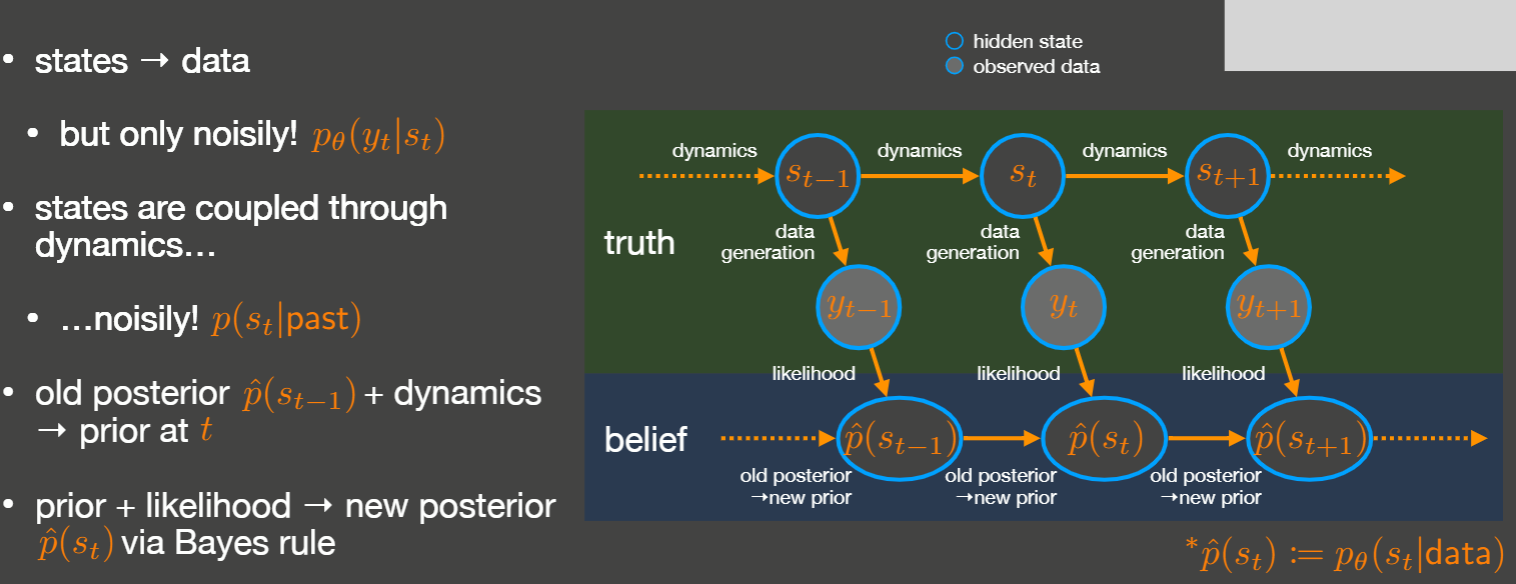 • states → data
• but only noisily! p_θ(y_t|s_t)
• states are coupled through
dynamics…
• …noisily! p(s_t|past)
• old posterior p̂(s_{t−1}) + dynamics
→ prior at t
• prior + likelihood → new posterior
p̂(s_t) via Bayes rule
hidden state
observed data
truth
dynamics
dynamics
dynamics
dynamics
s_{t−1}
s_t
s_{t+1}
data
generation
data
generation
data
generation
y_{t−1}
y_t
y_{t+1}
likelihood
likelihood
likelihood
belief
p̂(s_{t−1})
p̂(s_t)
p̂(s_{t+1})
old posterior
→new prior
old posterior
→new prior
old posterior
→new prior
*p̂(s_t) := p_θ(s_t|data)